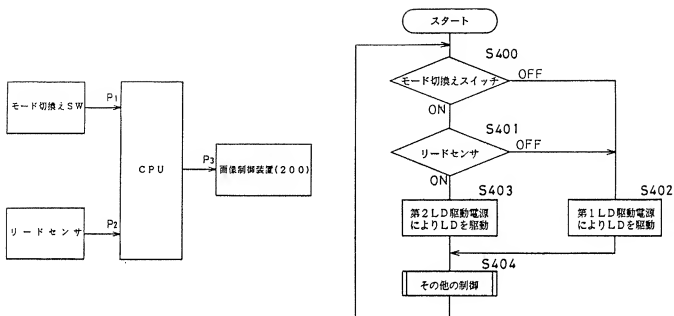 モード切換えSW
P1
CPU
P3
画像制御装置(200)
リードセンサ
P2
スタート
S400
モード切換えスイッチ
OFF
ON
S401
リードセンサ
OFF
ON
S403
第2LD駆動電源
によりLDを駆動
S402
第1LD駆動電源
によりLDを駆動
S404
その他の制御